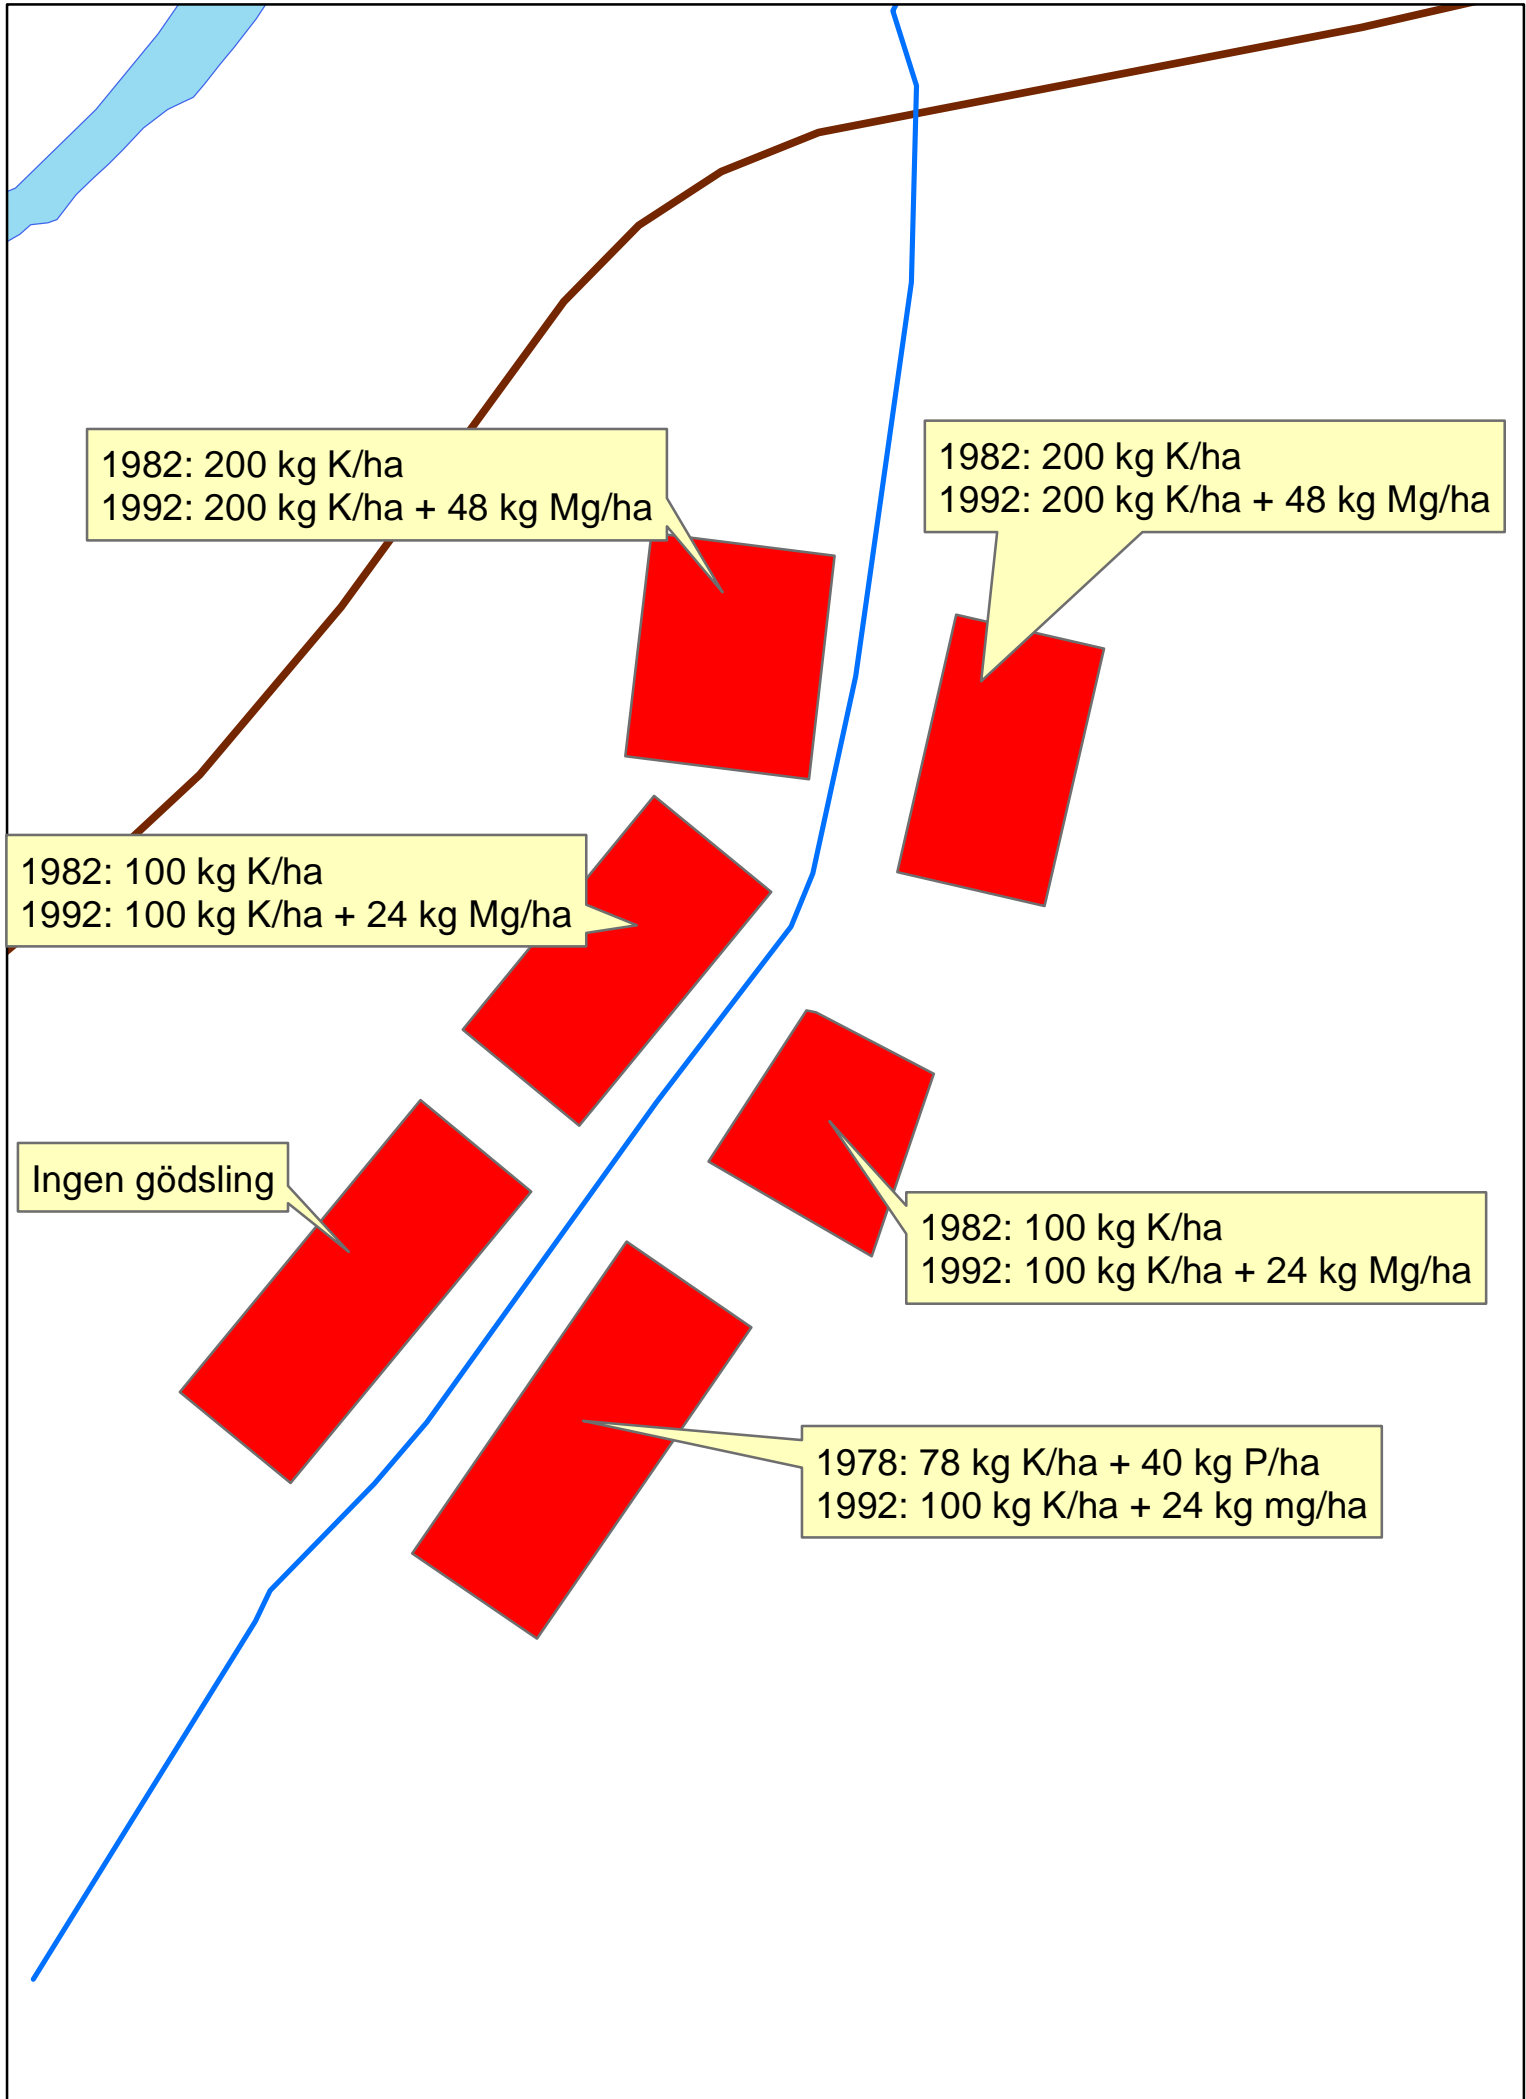 1982: 200 kg K/ha
1992: 200 kg K/ha + 48 kg Mg/ha
1982: 200 kg K/ha
1992: 200 kg K/ha + 48 kg Mg/ha
1982: 100 kg K/ha
1992: 100 kg K/ha + 24 kg Mg/ha
Ingen gödsling
1982: 100 kg K/ha
1992: 100 kg K/ha + 24 kg Mg/ha
1978: 78 kg K/ha + 40 kg P/ha
1992: 100 kg K/ha + 24 kg mg/ha